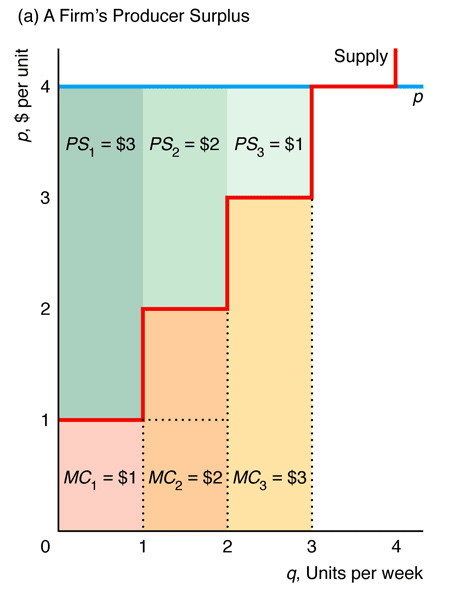 (a) A Firm's Producer Surplus
p, $ per unit
Supply
4
p
PS₁ = $3
PS₂ = $2
PS₃ = $1
3
2
1
MC₁ = $1
MC₂ = $2
MC₃ = $3
0
1
2
3
4
q, Units per week